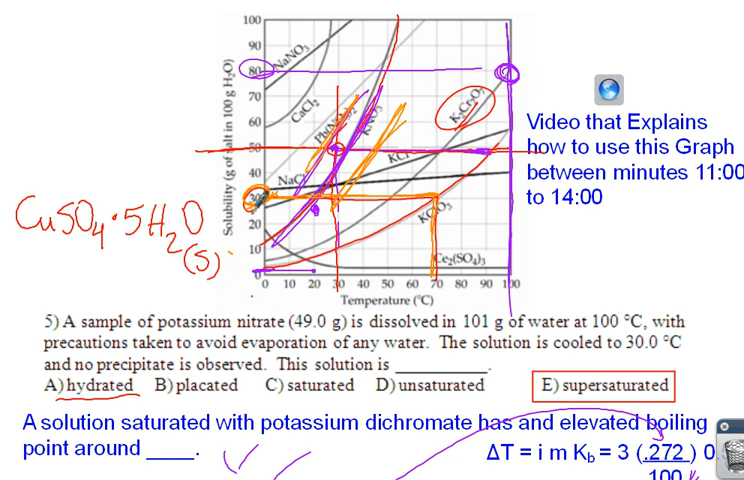 100
90
80
70
60
50
40
30
20
10
0
Solubility (g of salt in 100 g H2O)
NaNO3
CaCl2
Pb(NO3)2
KNO3
K2Cr2O7
KCl
NaCl
KClO3
Ce2(SO4)3
0 10 20 30 40 50 60 70 80 90 100
Temperature (°C)
Video that Explains
how to use this Graph
between minutes 11:00
to 14:00
CuSO4·5H2O
(s)
5) A sample of potassium nitrate (49.0 g) is dissolved in 101 g of water at 100 °C, with
precautions taken to avoid evaporation of any water. The solution is cooled to 30.0 °C
and no precipitate is observed. This solution is __________.
A) hydrated B) placated C) saturated D) unsaturated E) supersaturated
A solution saturated with potassium dichromate has and elevated boiling
point around ____.
ΔT = i m Kb = 3 (.272 ) 0
100